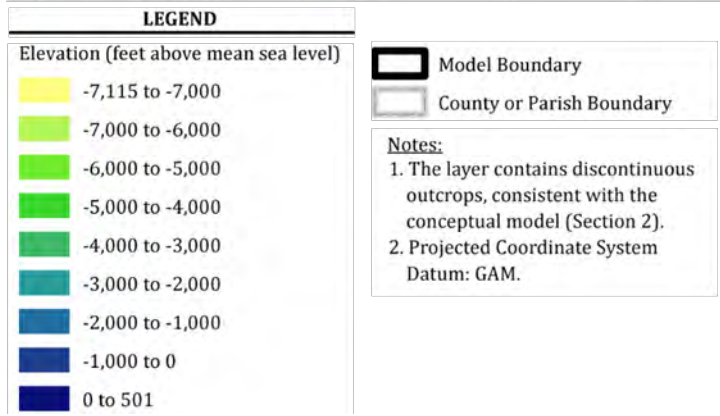 LEGEND
Elevation (feet above mean sea level)
-7,115 to -7,000
-7,000 to -6,000
-6,000 to -5,000
-5,000 to -4,000
-4,000 to -3,000
-3,000 to -2,000
-2,000 to -1,000
-1,000 to 0
0 to 501
Model Boundary
County or Parish Boundary
Notes:
1. The layer contains discontinuous
outcrops, consistent with the
conceptual model (Section 2).
2. Projected Coordinate System
Datum: GAM.